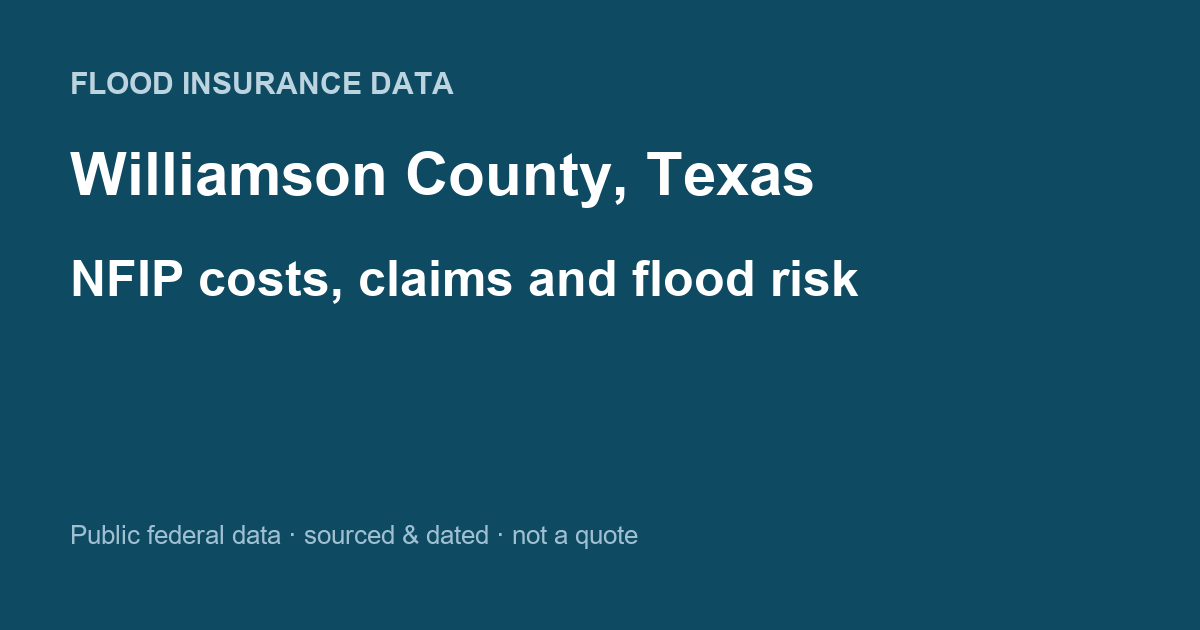 FLOOD INSURANCE DATA
Williamson County, Texas
NFIP costs, claims and flood risk
Public federal data · sourced & dated · not a quote